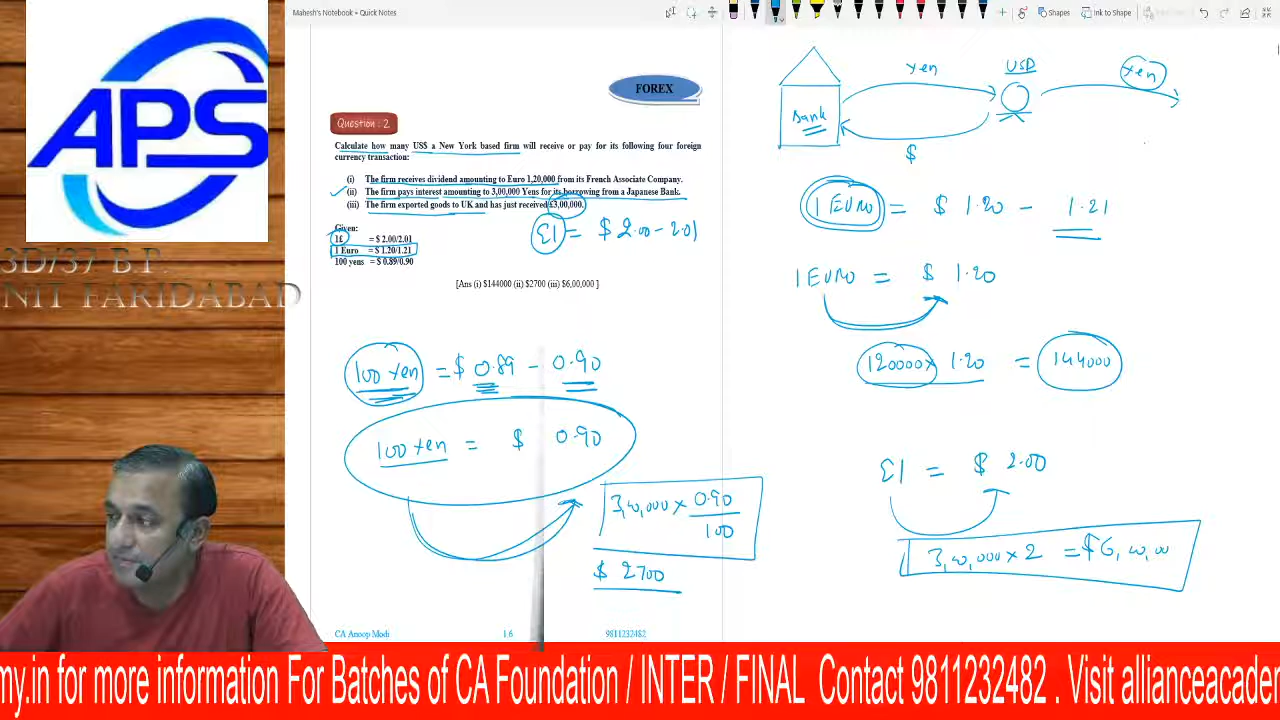 Mahesh's Notebook • Quick Notes
Shapes
Ink to Shape
APS
3D/37 B.P.
NIT FARIDABAD
FOREX
Question : 2
Calculate how many US$ a New York based firm will receive or pay for its following four foreign
currency transaction:
(i) The firm receives dividend amounting to Euro 1,20,000 from its French Associate Company.
(ii) The firm pays interest amounting to 3,00,000 Yens for its borrowing from a Japanese Bank.
(iii) The firm exported goods to UK and has just received £3,00,000.
Given:
1£ = $ 2.00/2.01
1 Euro = $ 1.20/1.21
100 yens = $ 0.89/0.90
£1 = $ 2.00 - 2.01
[Ans (i) $144000 (ii) $2700 (iii) $6,00,000 ]
100 Yen = $ 0.89 - 0.90
100 Yen = $ 0.90
3,00,000 × 0.90
100
$ 2700
CA Anoop Modi 1.6 9811232482
Yen USD Yen
Bank
$
1 EURO = $ 1.20 - 1.21
1 EURO = $ 1.20
120000 × 1.20 = 144000
£1 = $ 2.00
3,00,000 × 2 = $ 6,00,00
my.in for more information For Batches of CA Foundation / INTER / FINAL Contact 9811232482 . Visit allianceacader